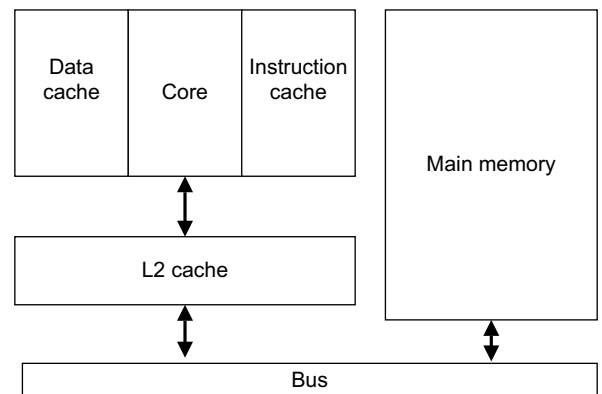 Data
cache
Core
Instruction
cache
Main memory
L2 cache
Bus